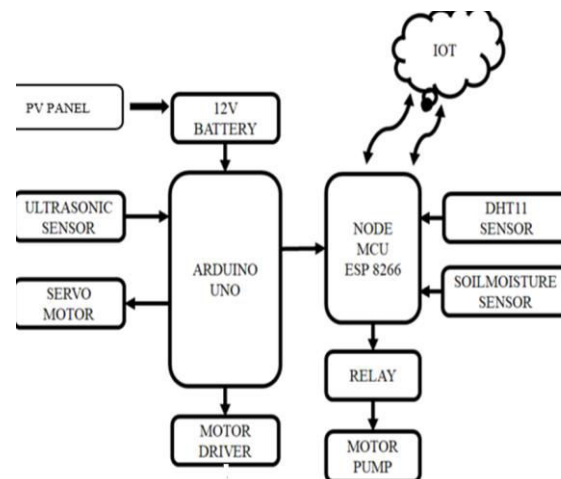 IOT
PV PANEL
12V
BATTERY
ULTRASONIC
SENSOR
SERVO
MOTOR
ARDUINO
UNO
MOTOR
DRIVER
NODE
MCU
ESP 8266
DHT11
SENSOR
SOILMOISTURE
SENSOR
RELAY
MOTOR
PUMP